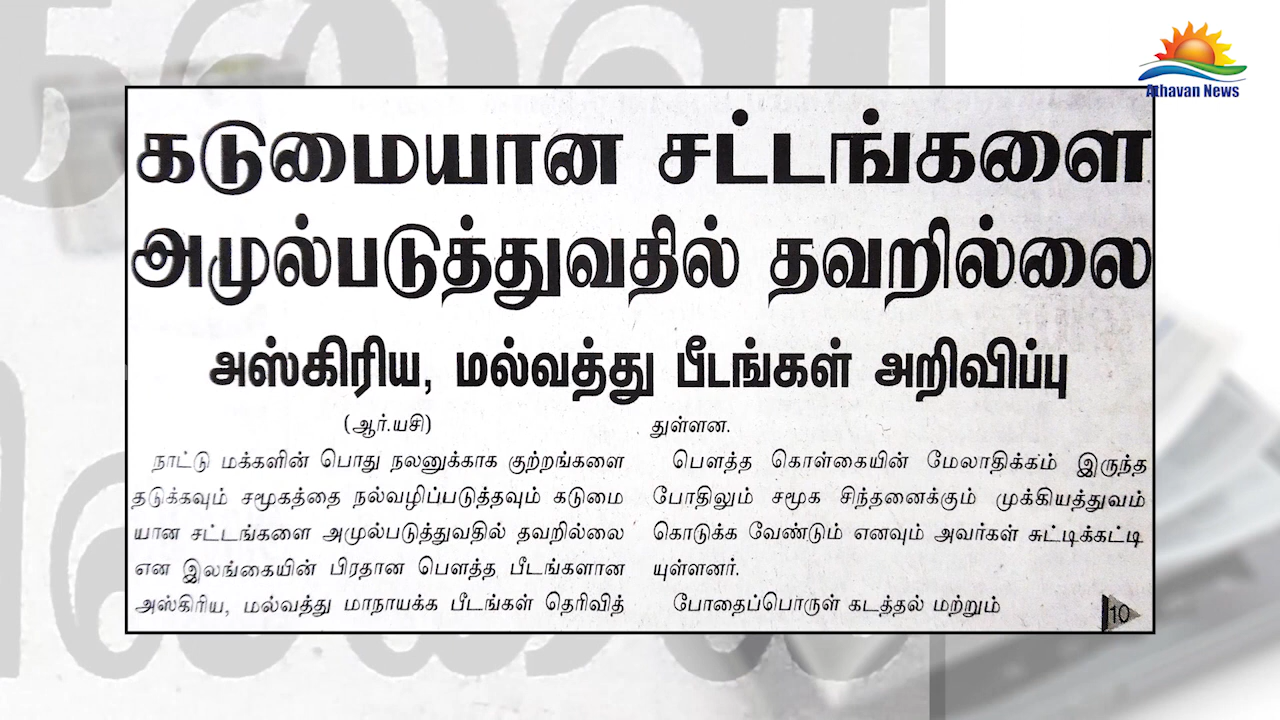 Athavan News
கடுமையான சட்டங்களை
அமுல்படுத்துவதில் தவறில்லை
அஸ்கிரிய, மல்வத்து பீடங்கள் அறிவிப்பு
(ஆர்.யசி)
நாட்டு மக்களின் பொது நலனுக்காக குற்றங்களை
தடுக்கவும் சமூகத்தை நல்வழிப்படுத்தவும் கடுமை
யான சட்டங்களை அமுல்படுத்துவதில் தவறில்லை
என இலங்கையின் பிரதான பௌத்த பீடங்களான
அஸ்கிரிய, மல்வத்து மாநாயக்க பீடங்கள் தெரிவித்
துள்ளன.
பௌத்த கொள்கையின் மேலாதிக்கம் இருந்த
போதிலும் சமூக சிந்தனைக்கும் முக்கியத்துவம்
கொடுக்க வேண்டும் எனவும் அவர்கள் சுட்டிக்கட்டி
யுள்ளனர்.
போதைப்பொருள் கடத்தல் மற்றும்
10